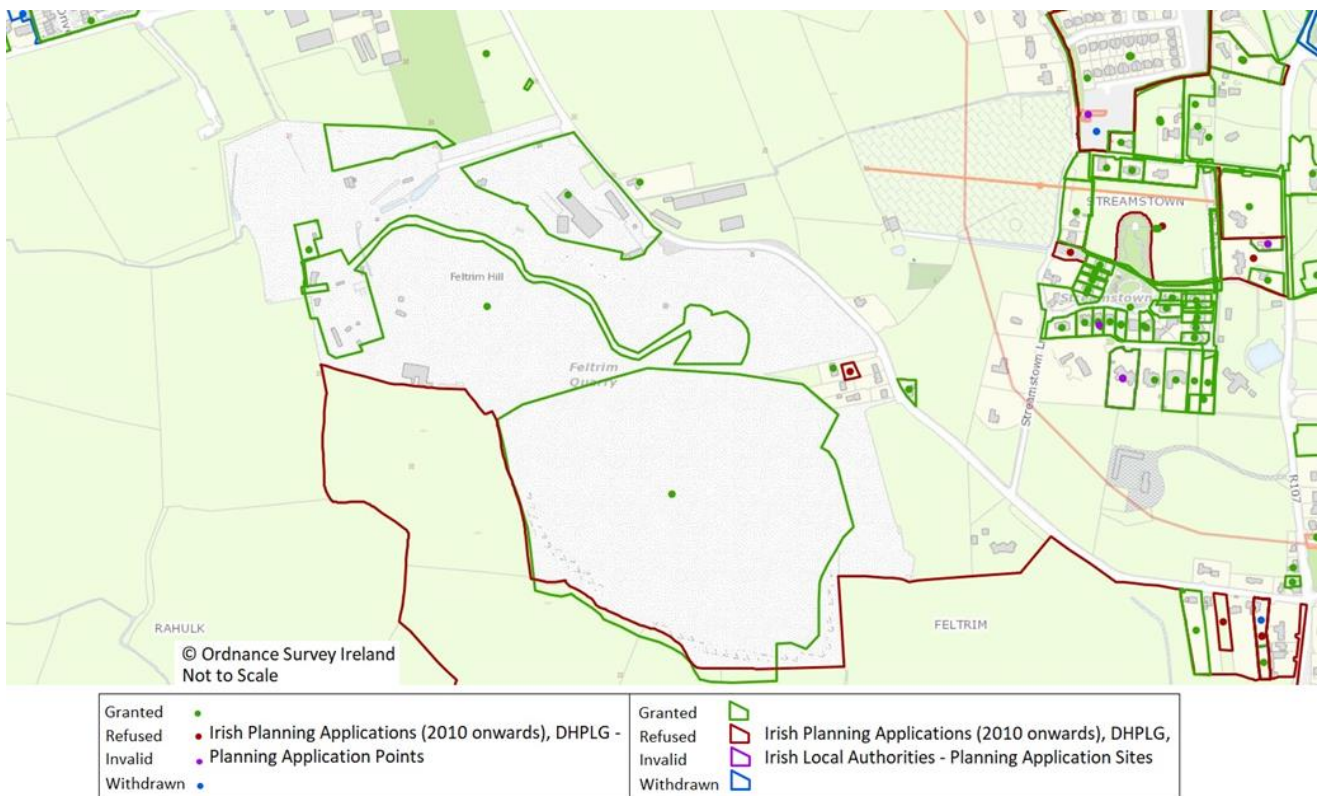 Feltrim Hill
Feltrim
Quarry
STREAMSTOWN
Streamstown
Streamstown L
R107
RAHULK
FELTRIM
© Ordnance Survey Ireland
Not to Scale
Granted
Refused
Invalid
Withdrawn
Irish Planning Applications (2010 onwards), DHPLG -
Planning Application Points
Granted
Refused
Invalid
Withdrawn
Irish Planning Applications (2010 onwards), DHPLG,
Irish Local Authorities - Planning Application Sites